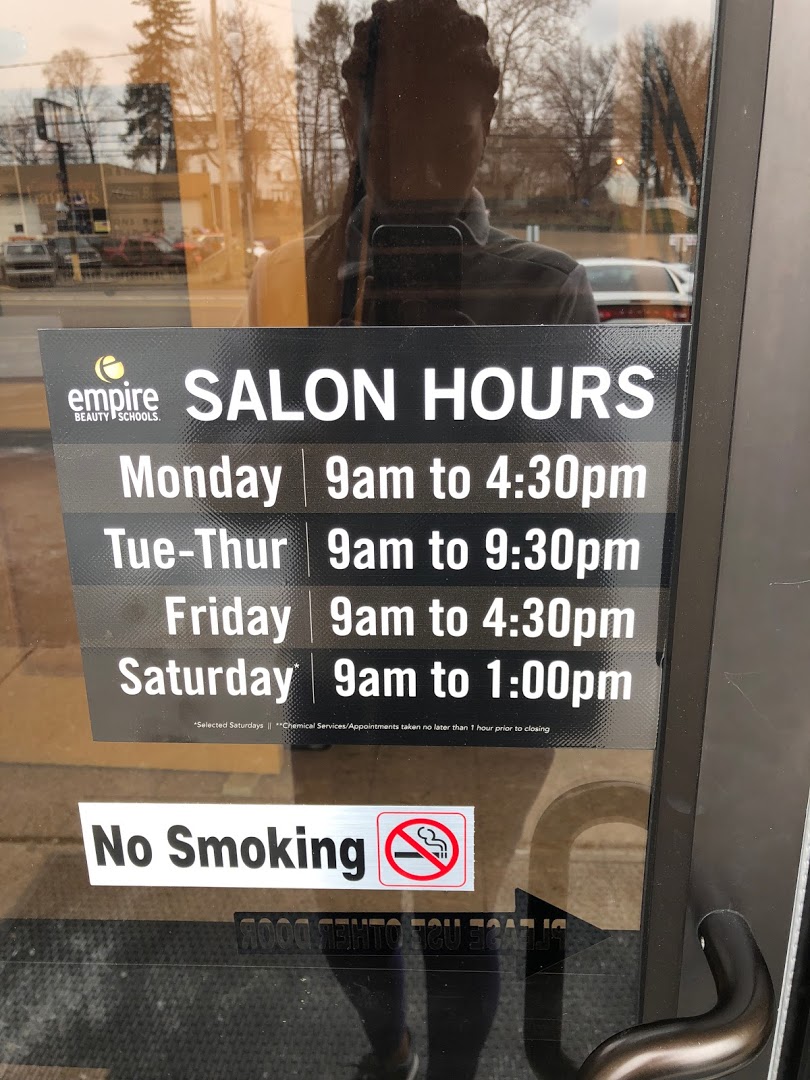 empire
BEAUTY SCHOOLS.
SALON HOURS
Monday 9am to 4:30pm
Tue-Thur 9am to 9:30pm
Friday 9am to 4:30pm
Saturday* 9am to 1:00pm
*Selected Saturdays || **Chemical Services/Appointments taken no later than 1 hour prior to closing
No Smoking
PLEASE USE OTHER DOOR